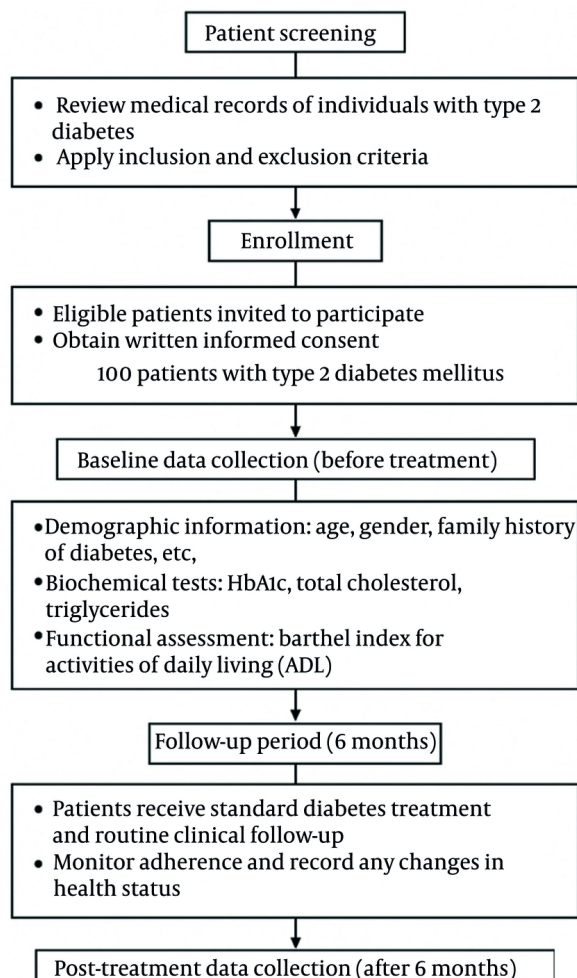 Patient screening
• Review medical records of individuals with type 2
diabetes
• Apply inclusion and exclusion criteria
Enrollment
• Eligible patients invited to participate
• Obtain written informed consent
100 patients with type 2 diabetes mellitus
Baseline data collection (before treatment)
• Demographic information: age, gender, family history
of diabetes, etc,
• Biochemical tests: HbA1c, total cholesterol,
triglycerides
• Functional assessment: barthel index for
activities of daily living (ADL)
Follow-up period (6 months)
• Patients receive standard diabetes treatment
and routine clinical follow-up
• Monitor adherence and record any changes in
health status
Post-treatment data collection (after 6 months)